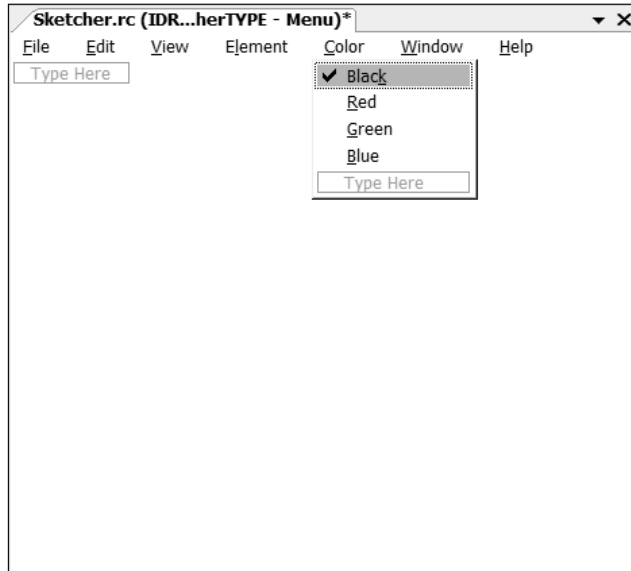 Sketcher.rc (IDR...herTYPE - Menu)*
File Edit View Element Color Window Help
Type Here
Black
Red
Green
Blue
Type Here